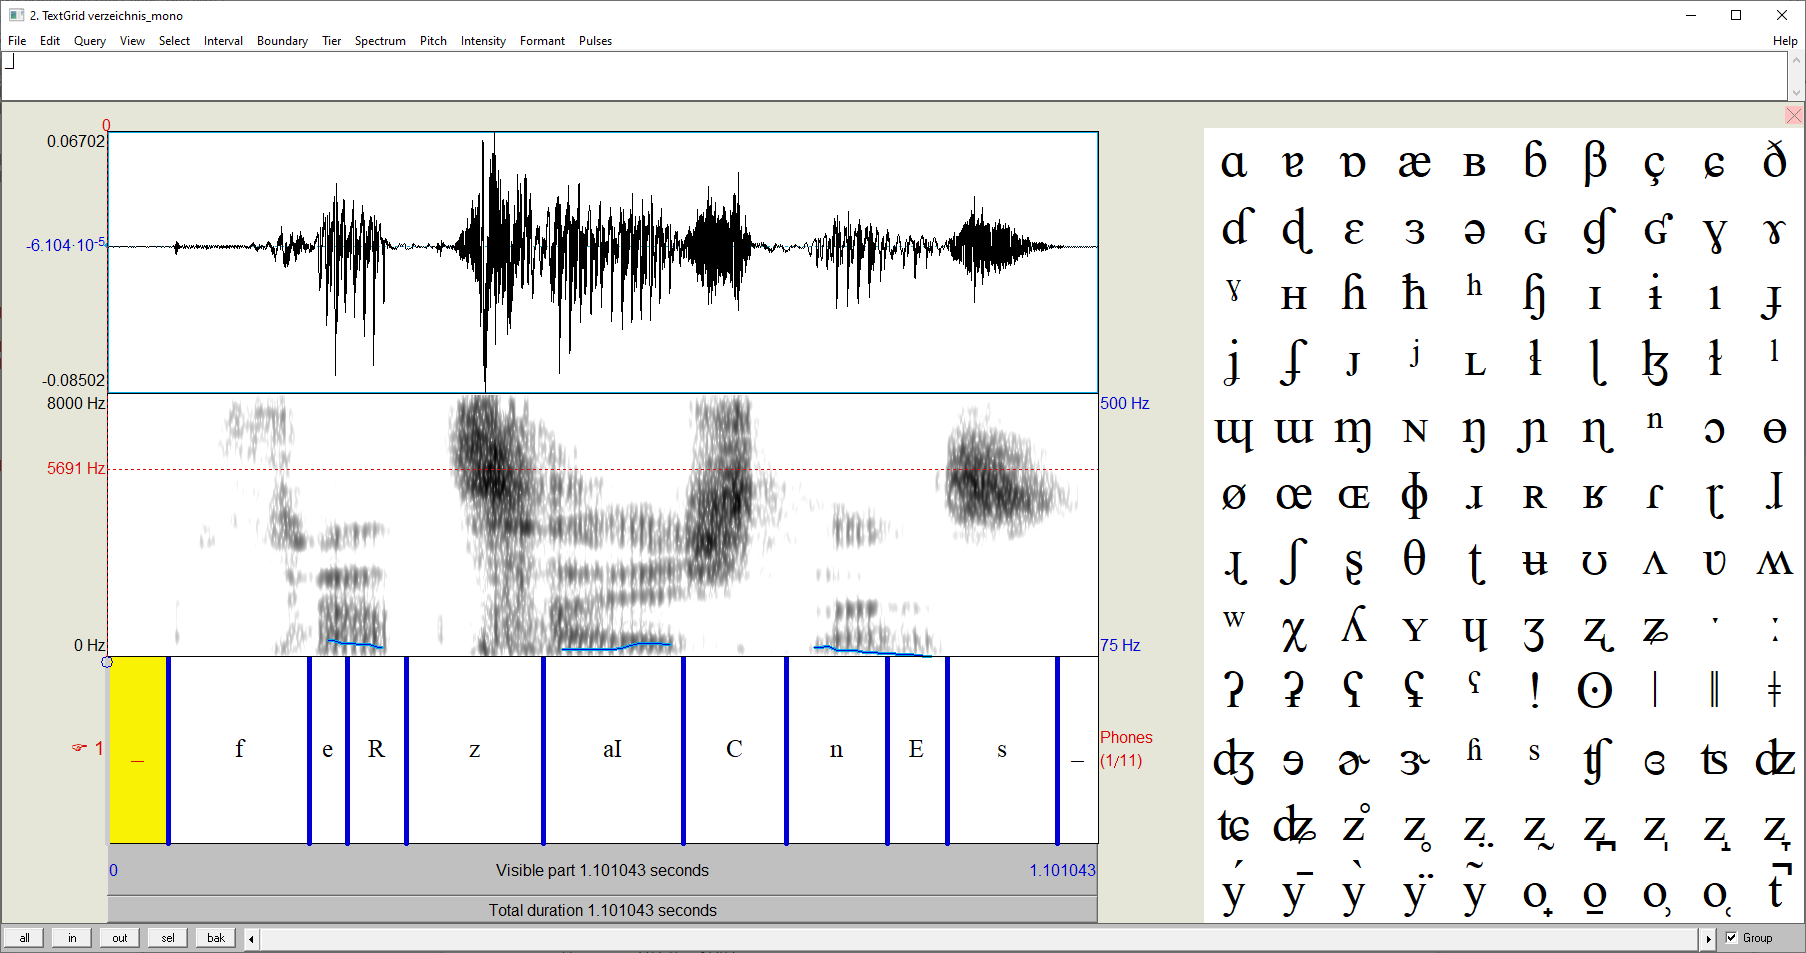 2. TextGrid verzeichnis_mono
File Edit Query View Select Interval Boundary Tier Spectrum Pitch Intensity Formant Pulses Help
0
0.06702
-6.104·10⁻⁵
-0.08502
8000 Hz
500 Hz
5691 Hz
0 Hz
75 Hz
☞ 1
_ f e R z aI C n E s _
Phones
(1/11)
0 Visible part 1.101043 seconds 1.101043
Total duration 1.101043 seconds
all in out sel bak
Group
ɑ ɐ ɒ æ ʙ ɓ β ç ɕ ð
ɗ ɖ ɛ ɜ ə ɢ ɠ ʛ ɣ ɤ
ˠ ʜ ɦ ħ ʰ ɧ ɪ ɨ ı ɟ
ʝ ʄ ᴊ ʲ ʟ ɫ ɭ ɮ ɬ ˡ
ɰ ɯ ɱ ɴ ŋ ɲ ɳ ⁿ ɔ ɵ
ø œ ɶ ɸ ɹ ʀ ʁ ɾ ɽ ɺ
ɻ ʃ ʂ θ ʈ ʉ ʊ ʌ ʋ ʍ
ʷ χ ʎ ʏ ɥ ʒ ʐ ʑ ˑ ː
ʔ ʡ ʕ ʢ ˤ ! ʘ ǀ ǁ ǂ
ʤ ɘ ɚ ɝ ʱ ˢ ʧ ɞ ʦ ʣ
ʨ ʥ z̊ z̥ z̤ z̰ z̺ z̩ z̟ z̞
ý ȳ ỳ ÿ ỹ o̟ o̠ o̹ o̜ t̚